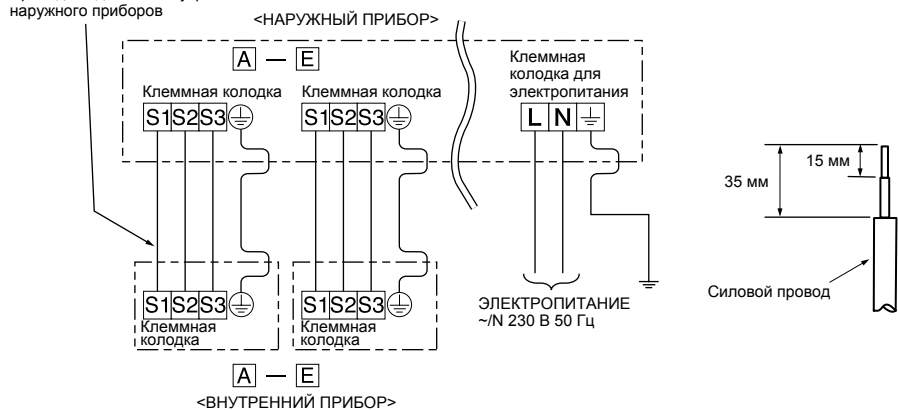 наружного приборов
<НАРУЖНЫЙ ПРИБОР>
A — E
Клеммная колодка
Клеммная колодка
Клеммная
колодка для
электропитания
S1 S2 S3
S1 S2 S3
L N
15 мм
35 мм
Силовой провод
S1 S2 S3
Клеммная
колодка
S1 S2 S3
Клеммная
колодка
ЭЛЕКТРОПИТАНИЕ
~/N 230 В 50 Гц
A — E
<ВНУТРЕННИЙ ПРИБОР>